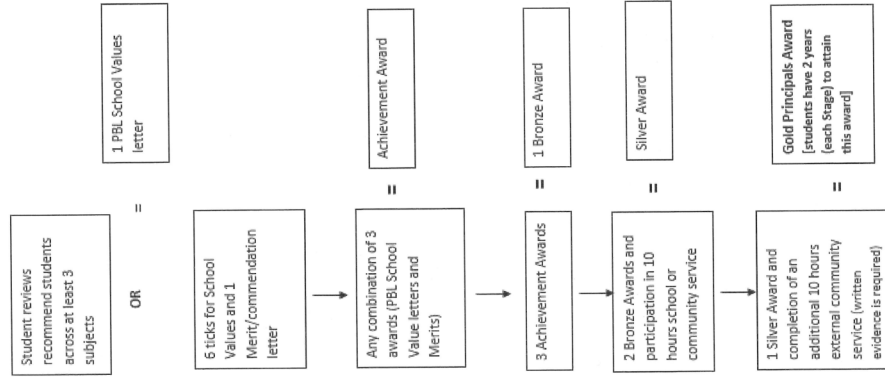 Student reviews
recommend students
across at least 3
subjects
OR
=
1 PBL School Values
letter
6 ticks for School
Values and 1
Merit/commendation
letter
Any combination of 3
awards (PBL School
Value letters and
Merits)
=
Achievement Award
3 Achievement Awards
=
1 Bronze Award
2 Bronze Awards and
participation in 10
hours school or
community service
=
Silver Award
1 Silver Award and
completion of an
additional 10 hours
external community
service (written
evidence is required)
=
Gold Principals Award
[students have 2 years
(each Stage) to attain
this award]